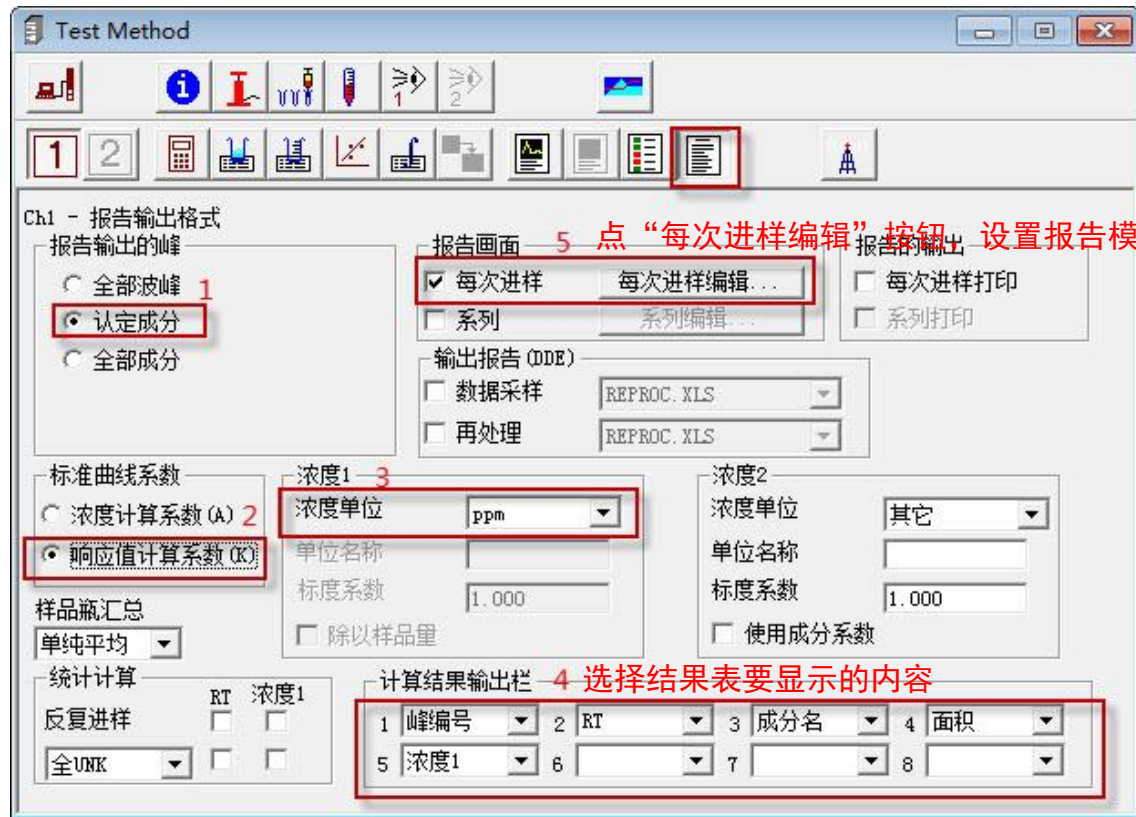 Test Method
1
2
1 2
Ch1 - 报告输出格式
报告输出的峰
全部波峰
1
认定成分
全部成分
报告画面
5 点“每次进样编辑”按钮，设置报告模
每次进样 每次进样编辑...
系列 系列编辑...
报告的输出
每次进样打印
系列打印
输出报告(DDE)
数据采样 REPROC.XLS
再处理 REPROC.XLS
标准曲线系数
浓度计算系数(A) 2
响应值计算系数(K)
浓度1 3
浓度单位 ppm
单位名称
标度系数 1.000
除以样品量
浓度2
浓度单位 其它
单位名称
标度系数 1.000
使用成分系数
样品瓶汇总
单纯平均
统计计算
RT 浓度1
反复进样
全UNK
计算结果输出栏 4 选择结果表要显示的内容
1 峰编号 2 RT 3 成分名 4 面积
5 浓度1 6 7 8